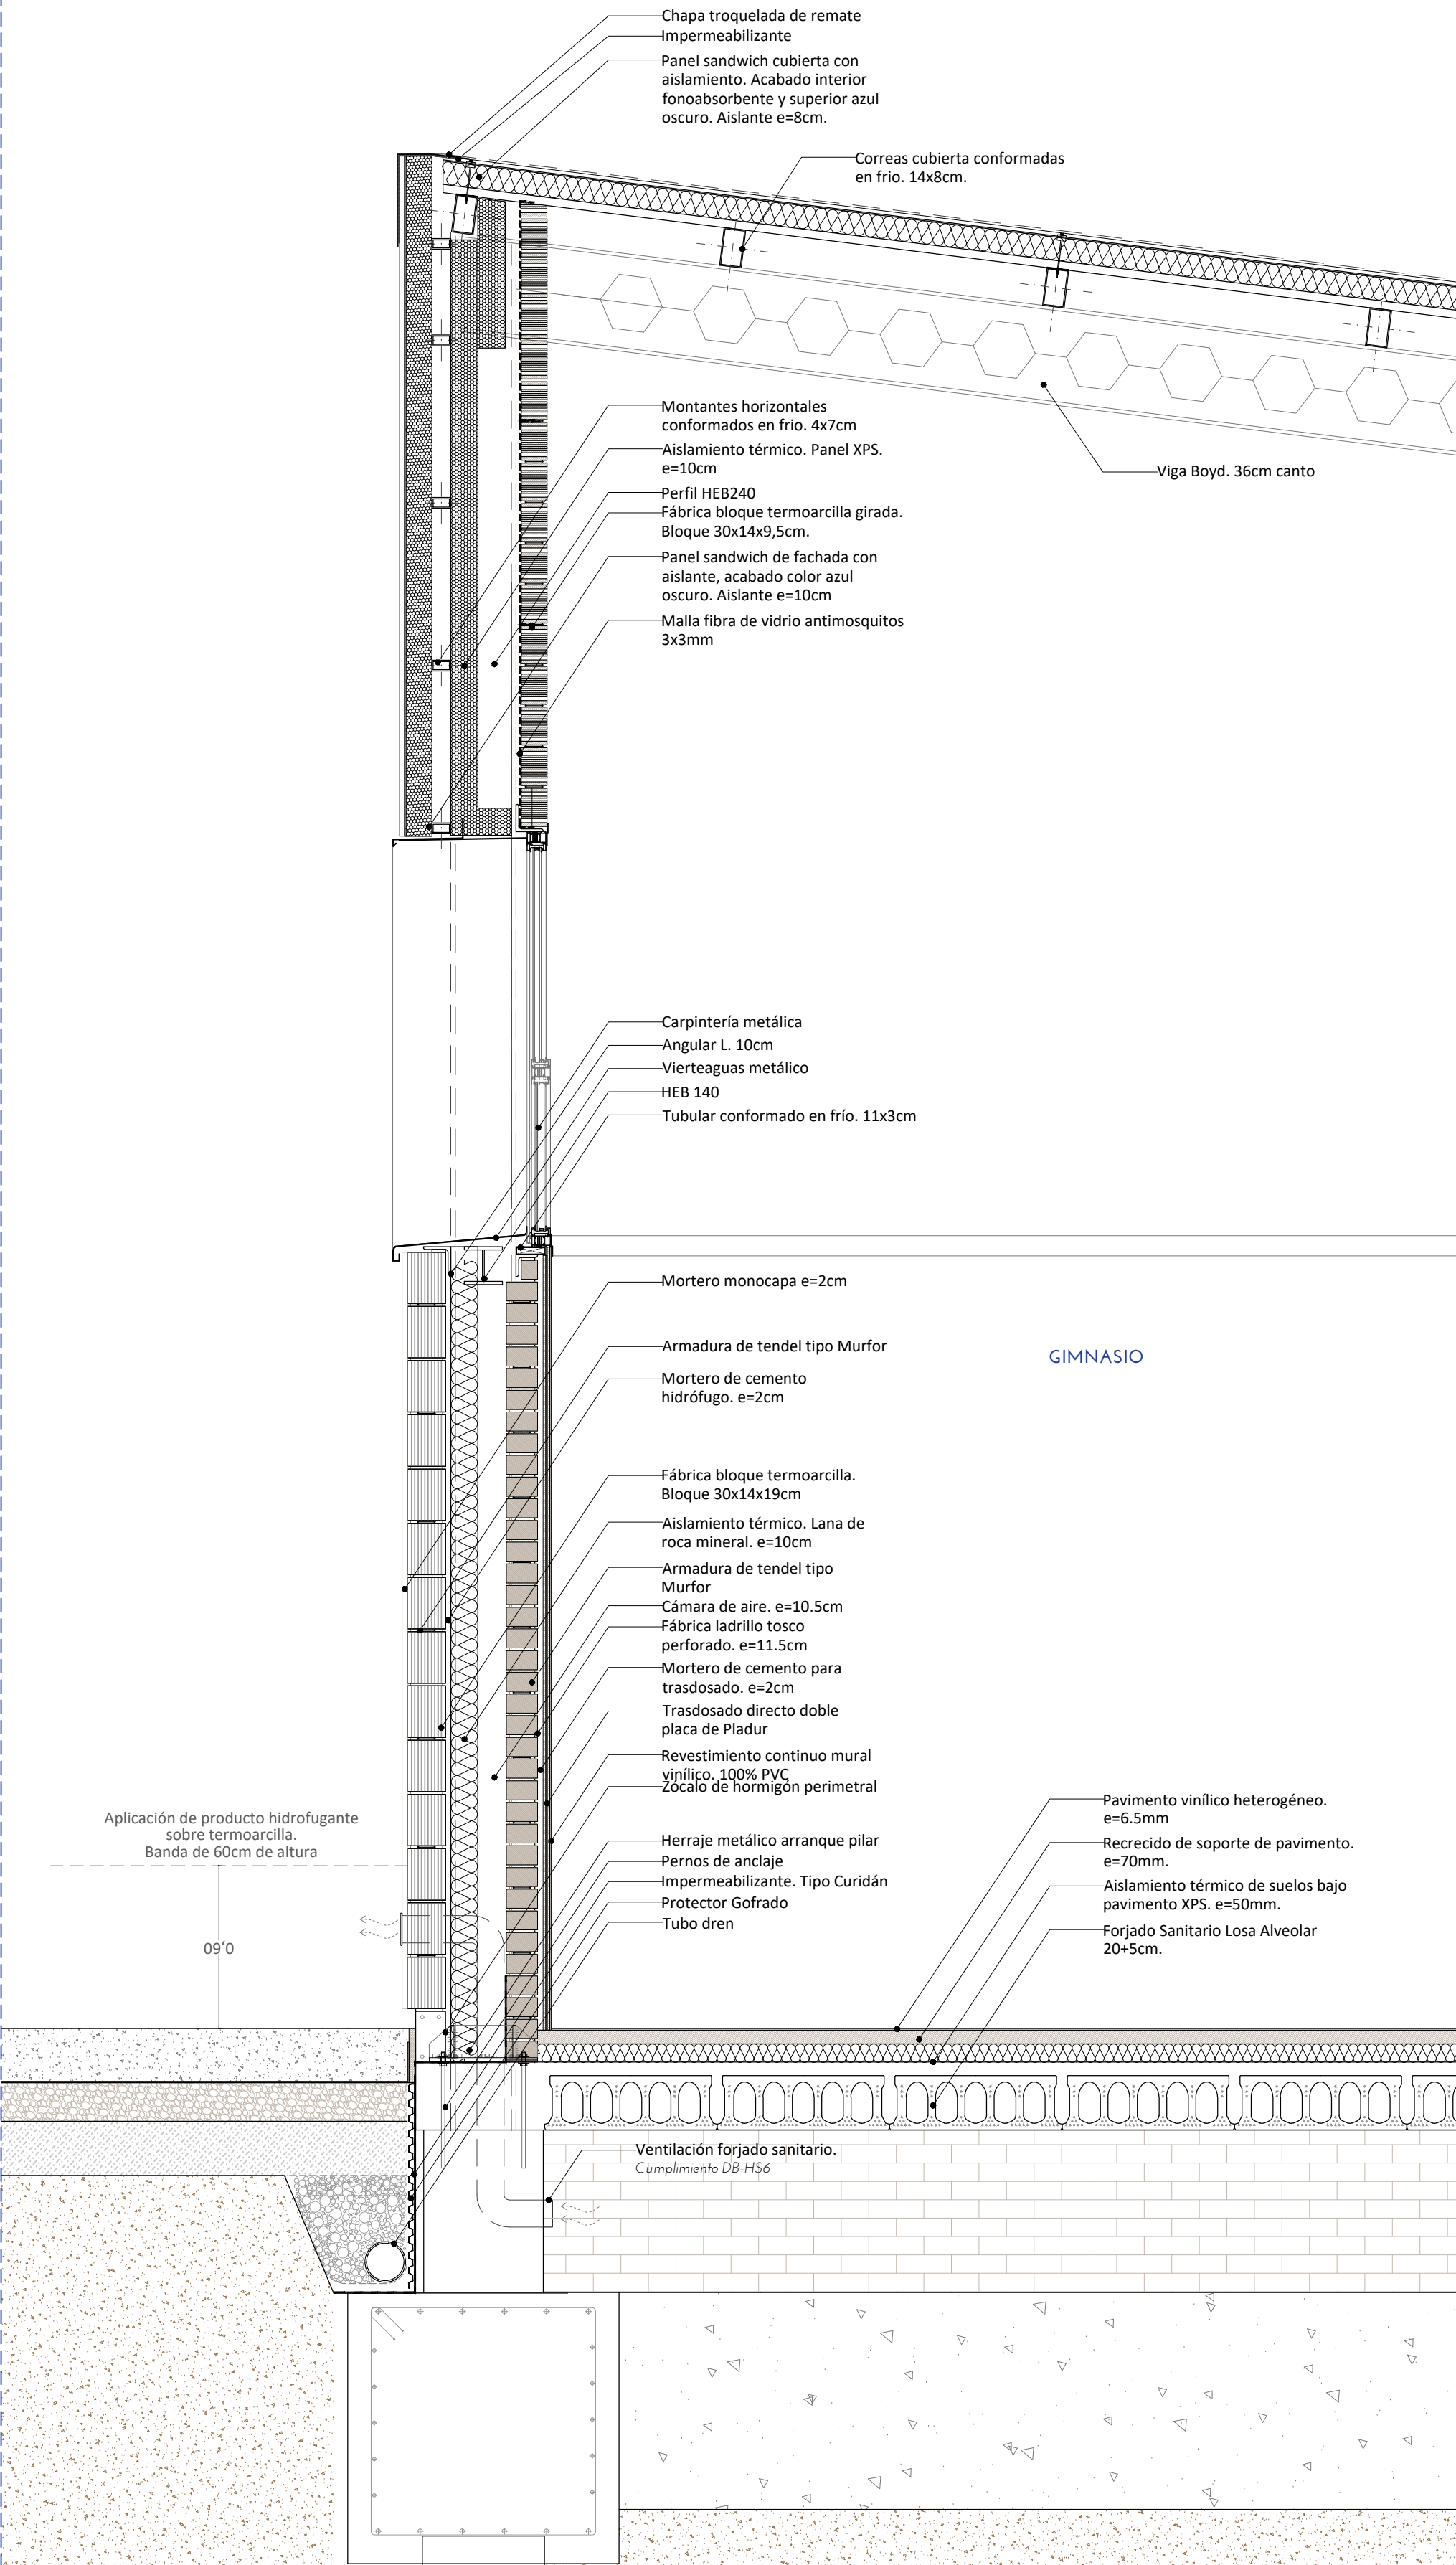 Chapa troquelada de remate
Impermeabilizante
Panel sandwich cubierta con
aislamiento. Acabado interior
fonoabsorbente y superior azul
oscuro. Aislante e=8cm.
Correas cubierta conformadas
en frio. 14x8cm.
Montantes horizontales
conformados en frio. 4x7cm
Aislamiento térmico. Panel XPS.
e=10cm
Perfil HEB240
Fábrica bloque termoarcilla girada.
Bloque 30x14x9,5cm.
Panel sandwich de fachada con
aislante, acabado color azul
oscuro. Aislante e=10cm
Malla fibra de vidrio antimosquitos
3x3mm
Viga Boyd. 36cm canto
Carpintería metálica
Angular L. 10cm
Vierteaguas metálico
HEB 140
Tubular conformado en frío. 11x3cm
Mortero monocapa e=2cm
Armadura de tendel tipo Murfor
Mortero de cemento
hidrófugo. e=2cm
GIMNASIO
Fábrica bloque termoarcilla.
Bloque 30x14x19cm
Aislamiento térmico. Lana de
roca mineral. e=10cm
Armadura de tendel tipo
Murfor
Cámara de aire. e=10.5cm
Fábrica ladrillo tosco
perforado. e=11.5cm
Mortero de cemento para
trasdosado. e=2cm
Trasdosado directo doble
placa de Pladur
Revestimiento continuo mural
vinílico. 100% PVC
Zócalo de hormigón perimetral
Herraje metálico arranque pilar
Pernos de anclaje
Impermeabilizante. Tipo Curidán
Protector Gofrado
Tubo dren
Aplicación de producto hidrofugante
sobre termoarcilla.
Banda de 60cm de altura
0,60
Pavimento vinílico heterogéneo.
e=6.5mm
Recrecido de soporte de pavimento.
e=70mm.
Aislamiento térmico de suelos bajo
pavimento XPS. e=50mm.
Forjado Sanitario Losa Alveolar
20+5cm.
Ventilación forjado sanitario.
Cumplimiento DB-HS6